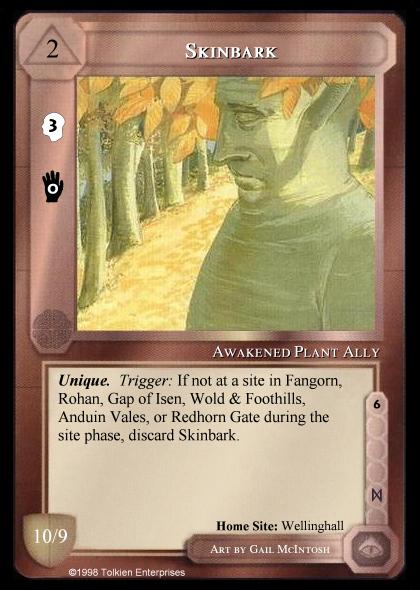 2
SKINBARK
3
AWAKENED PLANT ALLY
Unique. Trigger: If not at a site in Fangorn,
Rohan, Gap of Isen, Wold & Foothills,
Anduin Vales, or Redhorn Gate during the
site phase, discard Skinbark.
6
ᛞ
Home Site: Wellinghall
10/9
ART BY GAIL MCINTOSH
©1998 Tolkien Enterprises